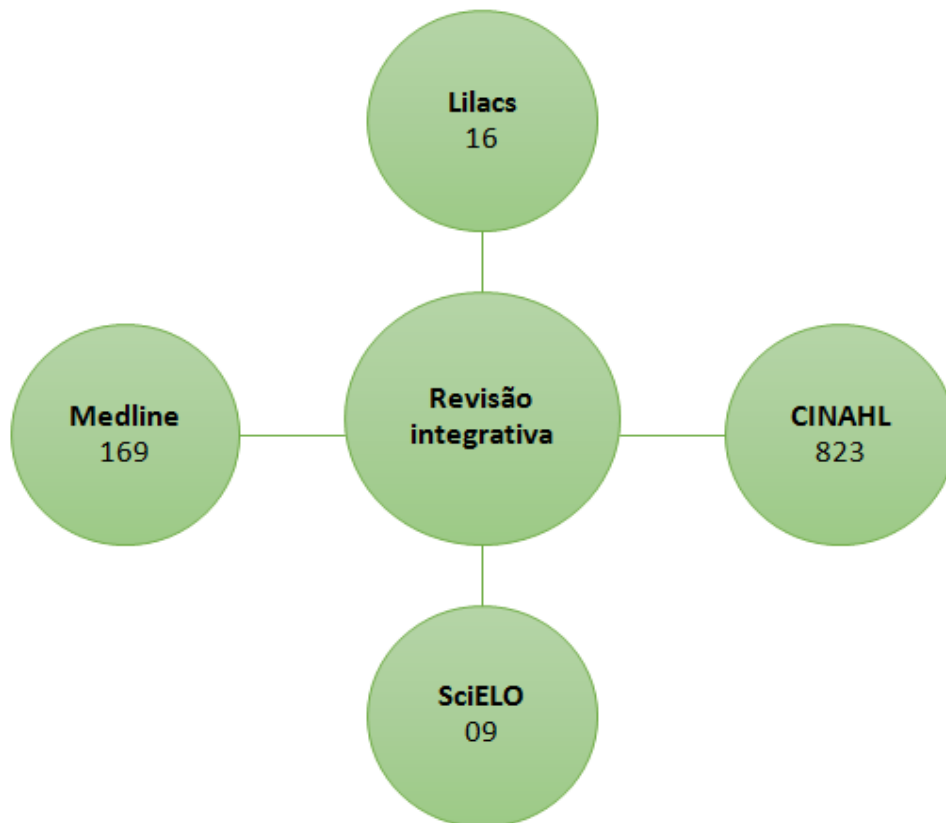 Lilacs
16
Medline
169
Revisão
integrativa
CINAHL
823
SciELO
09